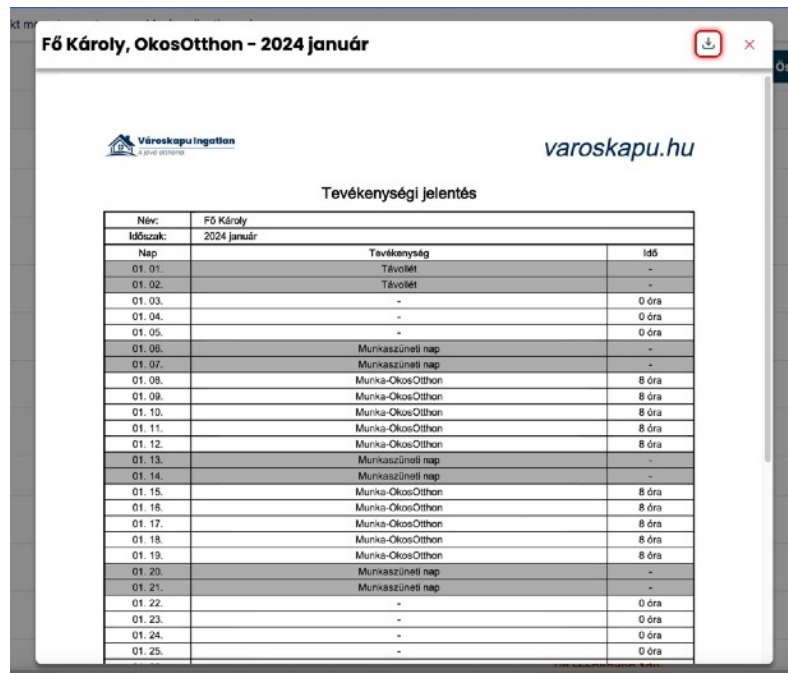 kt m
Fő Károly, OkosOtthon - 2024 január
Ös
Városkapu Ingatlan
A jövő otthona.
varoskapu.hu
Tevékenységi jelentés
Név: Fő Károly
Időszak: 2024 január
Nap Tevékenység Idő
01. 01. Távollét -
01. 02. Távollét -
01. 03. - 0 óra
01. 04. - 0 óra
01. 05. - 0 óra
01. 06. Munkaszüneti nap -
01. 07. Munkaszüneti nap -
01. 08. Munka-OkosOtthon 8 óra
01. 09. Munka-OkosOtthon 8 óra
01. 10. Munka-OkosOtthon 8 óra
01. 11. Munka-OkosOtthon 8 óra
01. 12. Munka-OkosOtthon 8 óra
01. 13. Munkaszüneti nap -
01. 14. Munkaszüneti nap -
01. 15. Munka-OkosOtthon 8 óra
01. 16. Munka-OkosOtthon 8 óra
01. 17. Munka-OkosOtthon 8 óra
01. 18. Munka-OkosOtthon 8 óra
01. 19. Munka-OkosOtthon 8 óra
01. 20. Munkaszüneti nap -
01. 21. Munkaszüneti nap -
01. 22. - 0 óra
01. 23. - 0 óra
01. 24. - 0 óra
01. 25. - 0 óra